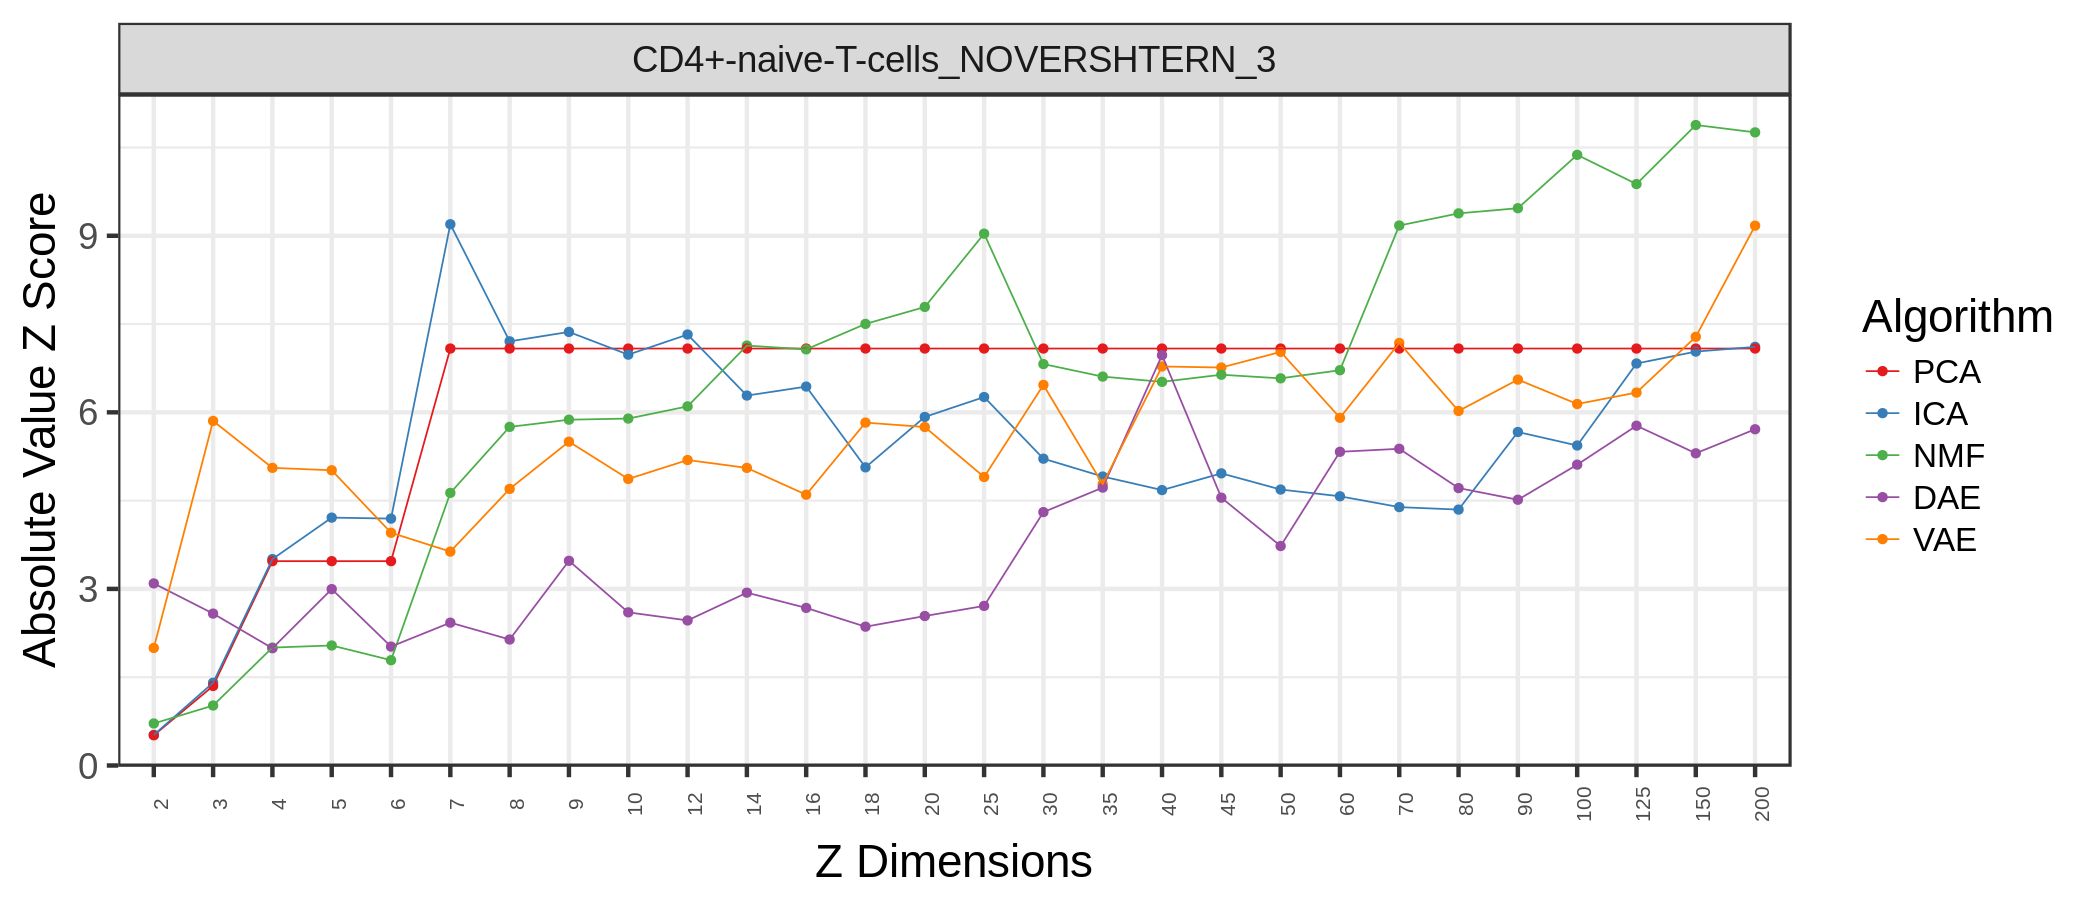 CD4+-naive-T-cells_NOVERSHTERN_3
Absolute Value Z Score
9
6
3
0
2 3 4 5 6 7 8 9 10 12 14 16 18 20 25 30 35 40 45 50 60 70 80 90 100 125 150 200
Z Dimensions
Algorithm
PCA
ICA
NMF
DAE
VAE